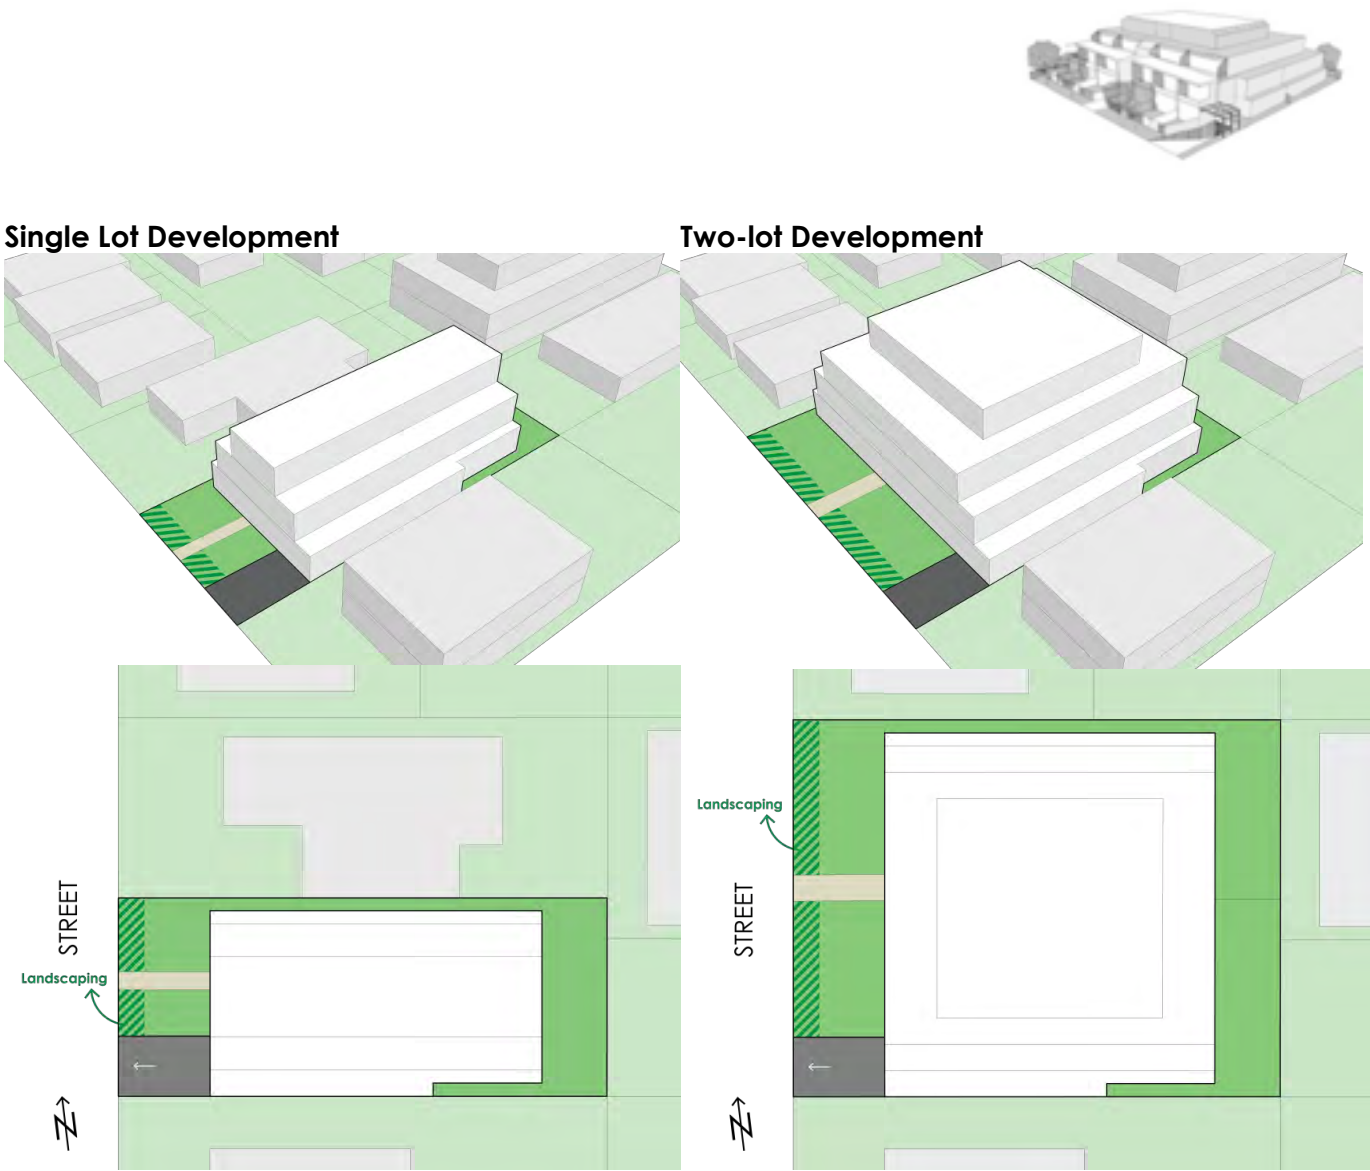 Single Lot Development
Two-lot Development
Landscaping
STREET
Landscaping
STREET
N
N